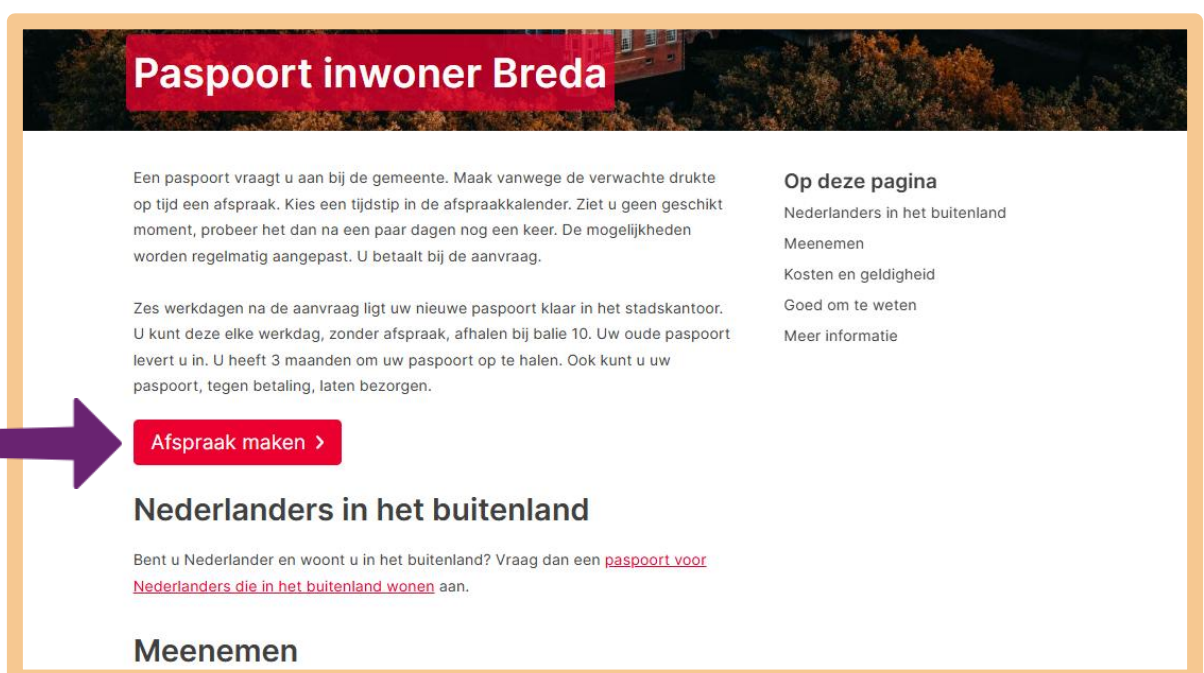 Paspoort inwoner Breda
Een paspoort vraagt u aan bij de gemeente. Maak vanwege de verwachte drukte
op tijd een afspraak. Kies een tijdstip in de afspraakkalender. Ziet u geen geschikt
moment, probeer het dan na een paar dagen nog een keer. De mogelijkheden
worden regelmatig aangepast. U betaalt bij de aanvraag.
Zes werkdagen na de aanvraag ligt uw nieuwe paspoort klaar in het stadskantoor.
U kunt deze elke werkdag, zonder afspraak, afhalen bij balie 10. Uw oude paspoort
levert u in. U heeft 3 maanden om uw paspoort op te halen. Ook kunt u uw
paspoort, tegen betaling, laten bezorgen.
Afspraak maken >
Nederlanders in het buitenland
Bent u Nederlander en woont u in het buitenland? Vraag dan een paspoort voor
Nederlanders die in het buitenland wonen aan.
Meenemen
Op deze pagina
Nederlanders in het buitenland
Meenemen
Kosten en geldigheid
Goed om te weten
Meer informatie